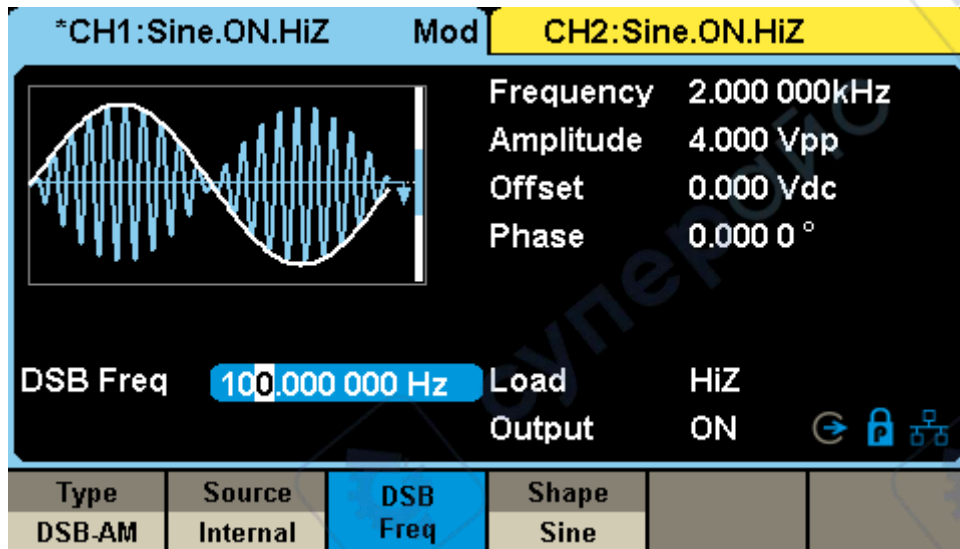 *CH1:Sine.ON.HiZ Mod CH2:Sine.ON.HiZ
Frequency 2.000 000kHz
Amplitude 4.000 Vpp
Offset 0.000 Vdc
Phase 0.000 0 °
DSB Freq 100.000 000 Hz Load HiZ
Output ON P
Type Source DSB Freq Shape
DSB-AM Internal Sine
суперайс